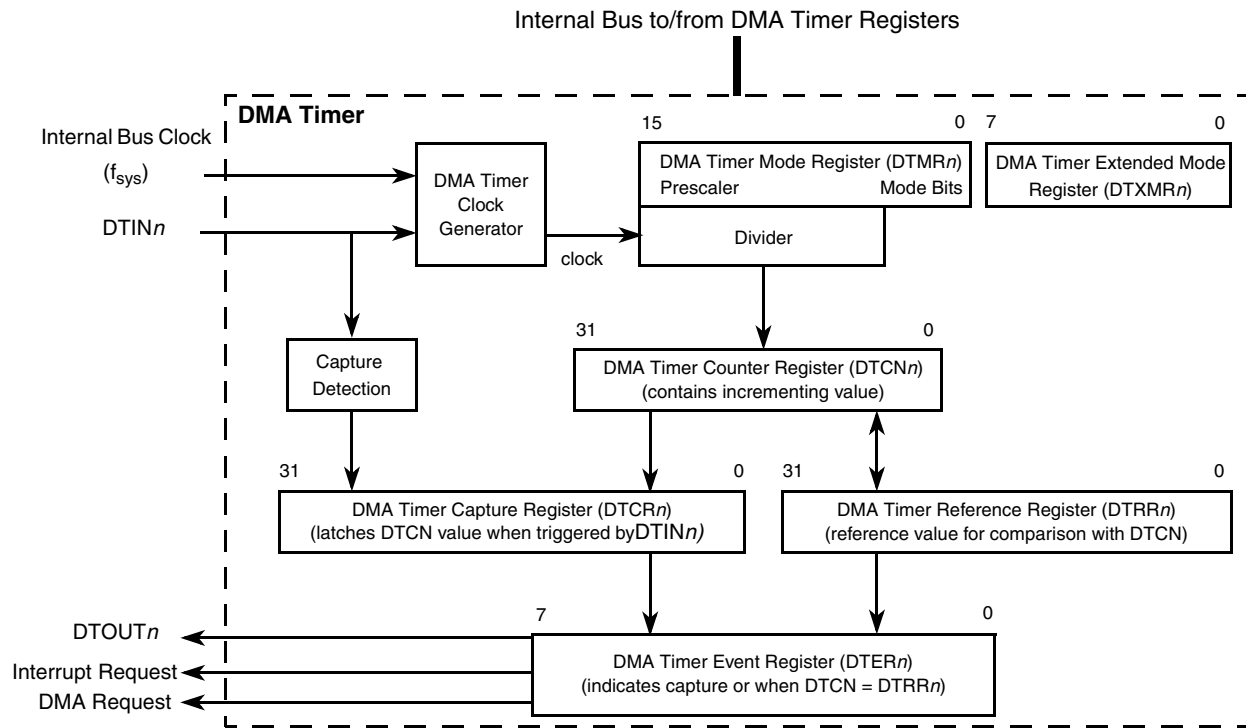 Internal Bus to/from DMA Timer Registers
DMA Timer
15 0 7 0
Internal Bus Clock
(fsys)
DTINn
DMA Timer
Clock
Generator
clock
DMA Timer Mode Register (DTMRn)
Prescaler Mode Bits
Divider
DMA Timer Extended Mode
Register (DTXMRn)
31 0
Capture
Detection
DMA Timer Counter Register (DTCNn)
(contains incrementing value)
31 0 31 0
DMA Timer Capture Register (DTCRn)
(latches DTCN value when triggered byDTINn)
DMA Timer Reference Register (DTRRn)
(reference value for comparison with DTCN)
7 0
DTOUTn
Interrupt Request
DMA Request
DMA Timer Event Register (DTERn)
(indicates capture or when DTCN = DTRRn)